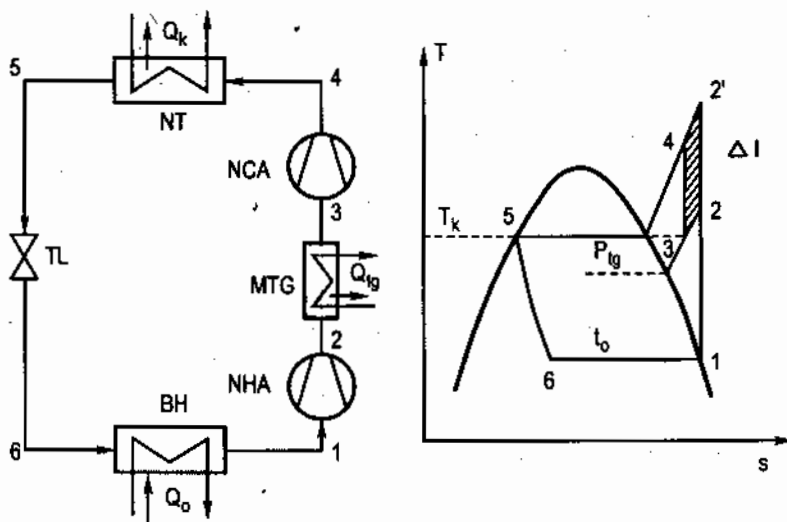 Qk
5
4
NT
NCA
3
TL
MTG
Qtg
2
NHA
BH
6
1
Qo
T
2'
4
Δl
5
2
Tk
Ptg
3
to
1
6
s